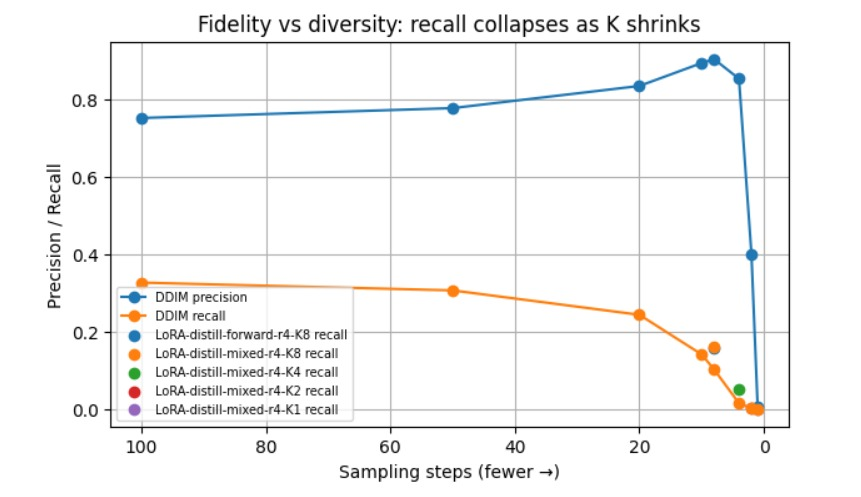 Fidelity vs diversity: recall collapses as K shrinks
Precision / Recall
0.8
0.6
0.4
0.2
0.0
DDIM precision
DDIM recall
LoRA-distill-forward-r4-K8 recall
LoRA-distill-mixed-r4-K8 recall
LoRA-distill-mixed-r4-K4 recall
LoRA-distill-mixed-r4-K2 recall
LoRA-distill-mixed-r4-K1 recall
100 80 60 40 20 0
Sampling steps (fewer →)